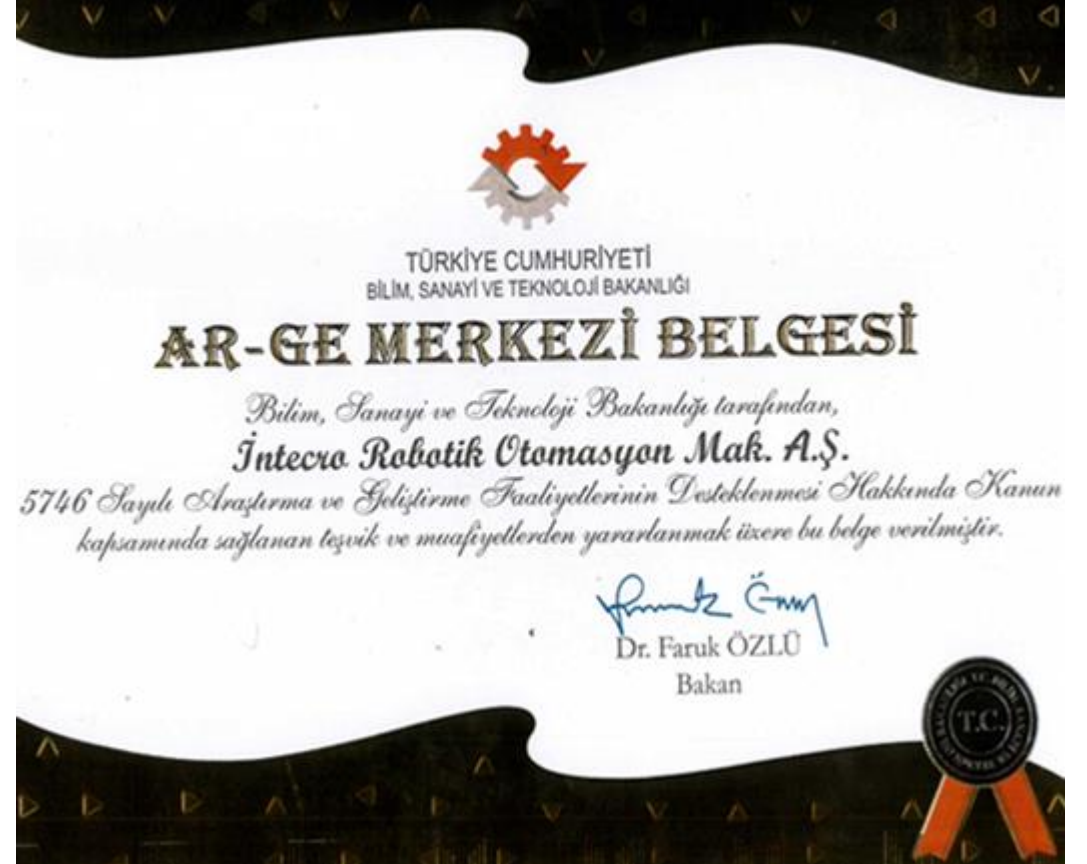 TÜRKİYE CUMHURİYETİ
BİLİM, SANAYİ VE TEKNOLOJİ BAKANLIĞI
AR-GE MERKEZİ BELGESİ
Bilim, Sanayi ve Teknoloji Bakanlığı tarafından,
İntecro Robotik Otomasyon Mak. A.Ş.
5746 Sayılı Araştırma ve Geliştirme Faaliyetlerinin Desteklenmesi Hakkında Kanun
kapsamında sağlanan teşvik ve muafiyetlerden yararlanmak üzere bu belge verilmiştir.
Dr. Faruk ÖZLÜ
Bakan
T.C.